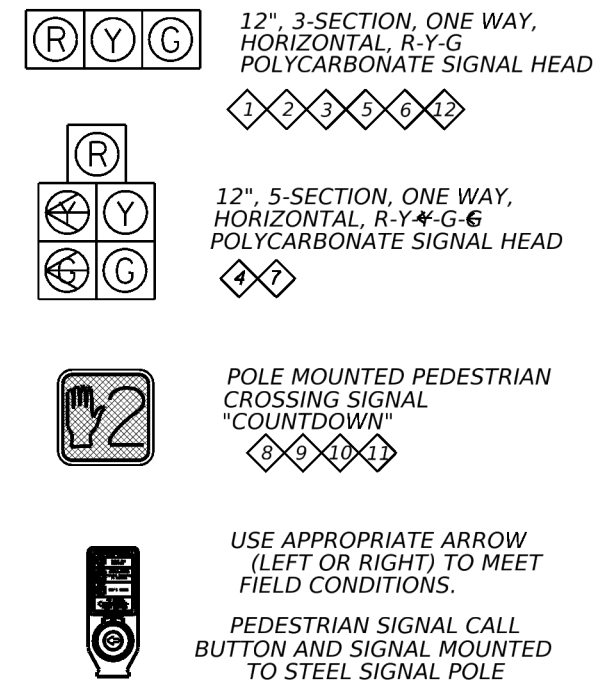 R Y G
12", 3-SECTION, ONE WAY,
HORIZONTAL, R-Y-G
POLYCARBONATE SIGNAL HEAD
1 2 3 5 6 12
R
Y Y
G G
12", 5-SECTION, ONE WAY,
HORIZONTAL, R-Y-Y-G-G
POLYCARBONATE SIGNAL HEAD
4 7
2
POLE MOUNTED PEDESTRIAN
CROSSING SIGNAL
"COUNTDOWN"
8 9 10 11
USE APPROPRIATE ARROW
(LEFT OR RIGHT) TO MEET
FIELD CONDITIONS.
PEDESTRIAN SIGNAL CALL
BUTTON AND SIGNAL MOUNTED
TO STEEL SIGNAL POLE